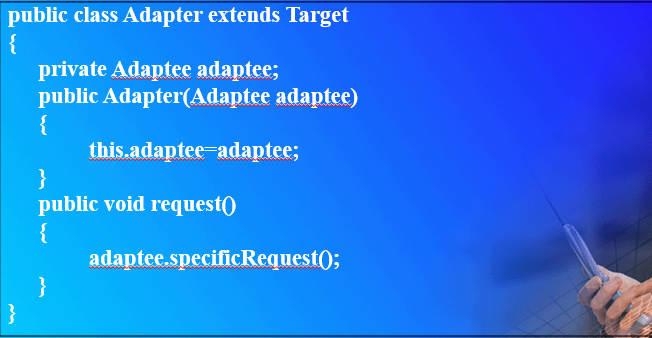 public class Adapter extends Target
{
private Adaptee adaptee;
public Adapter(Adaptee adaptee)
{
this.adaptee=adaptee;
}
public void request()
{
adaptee.specificRequest();
}
}